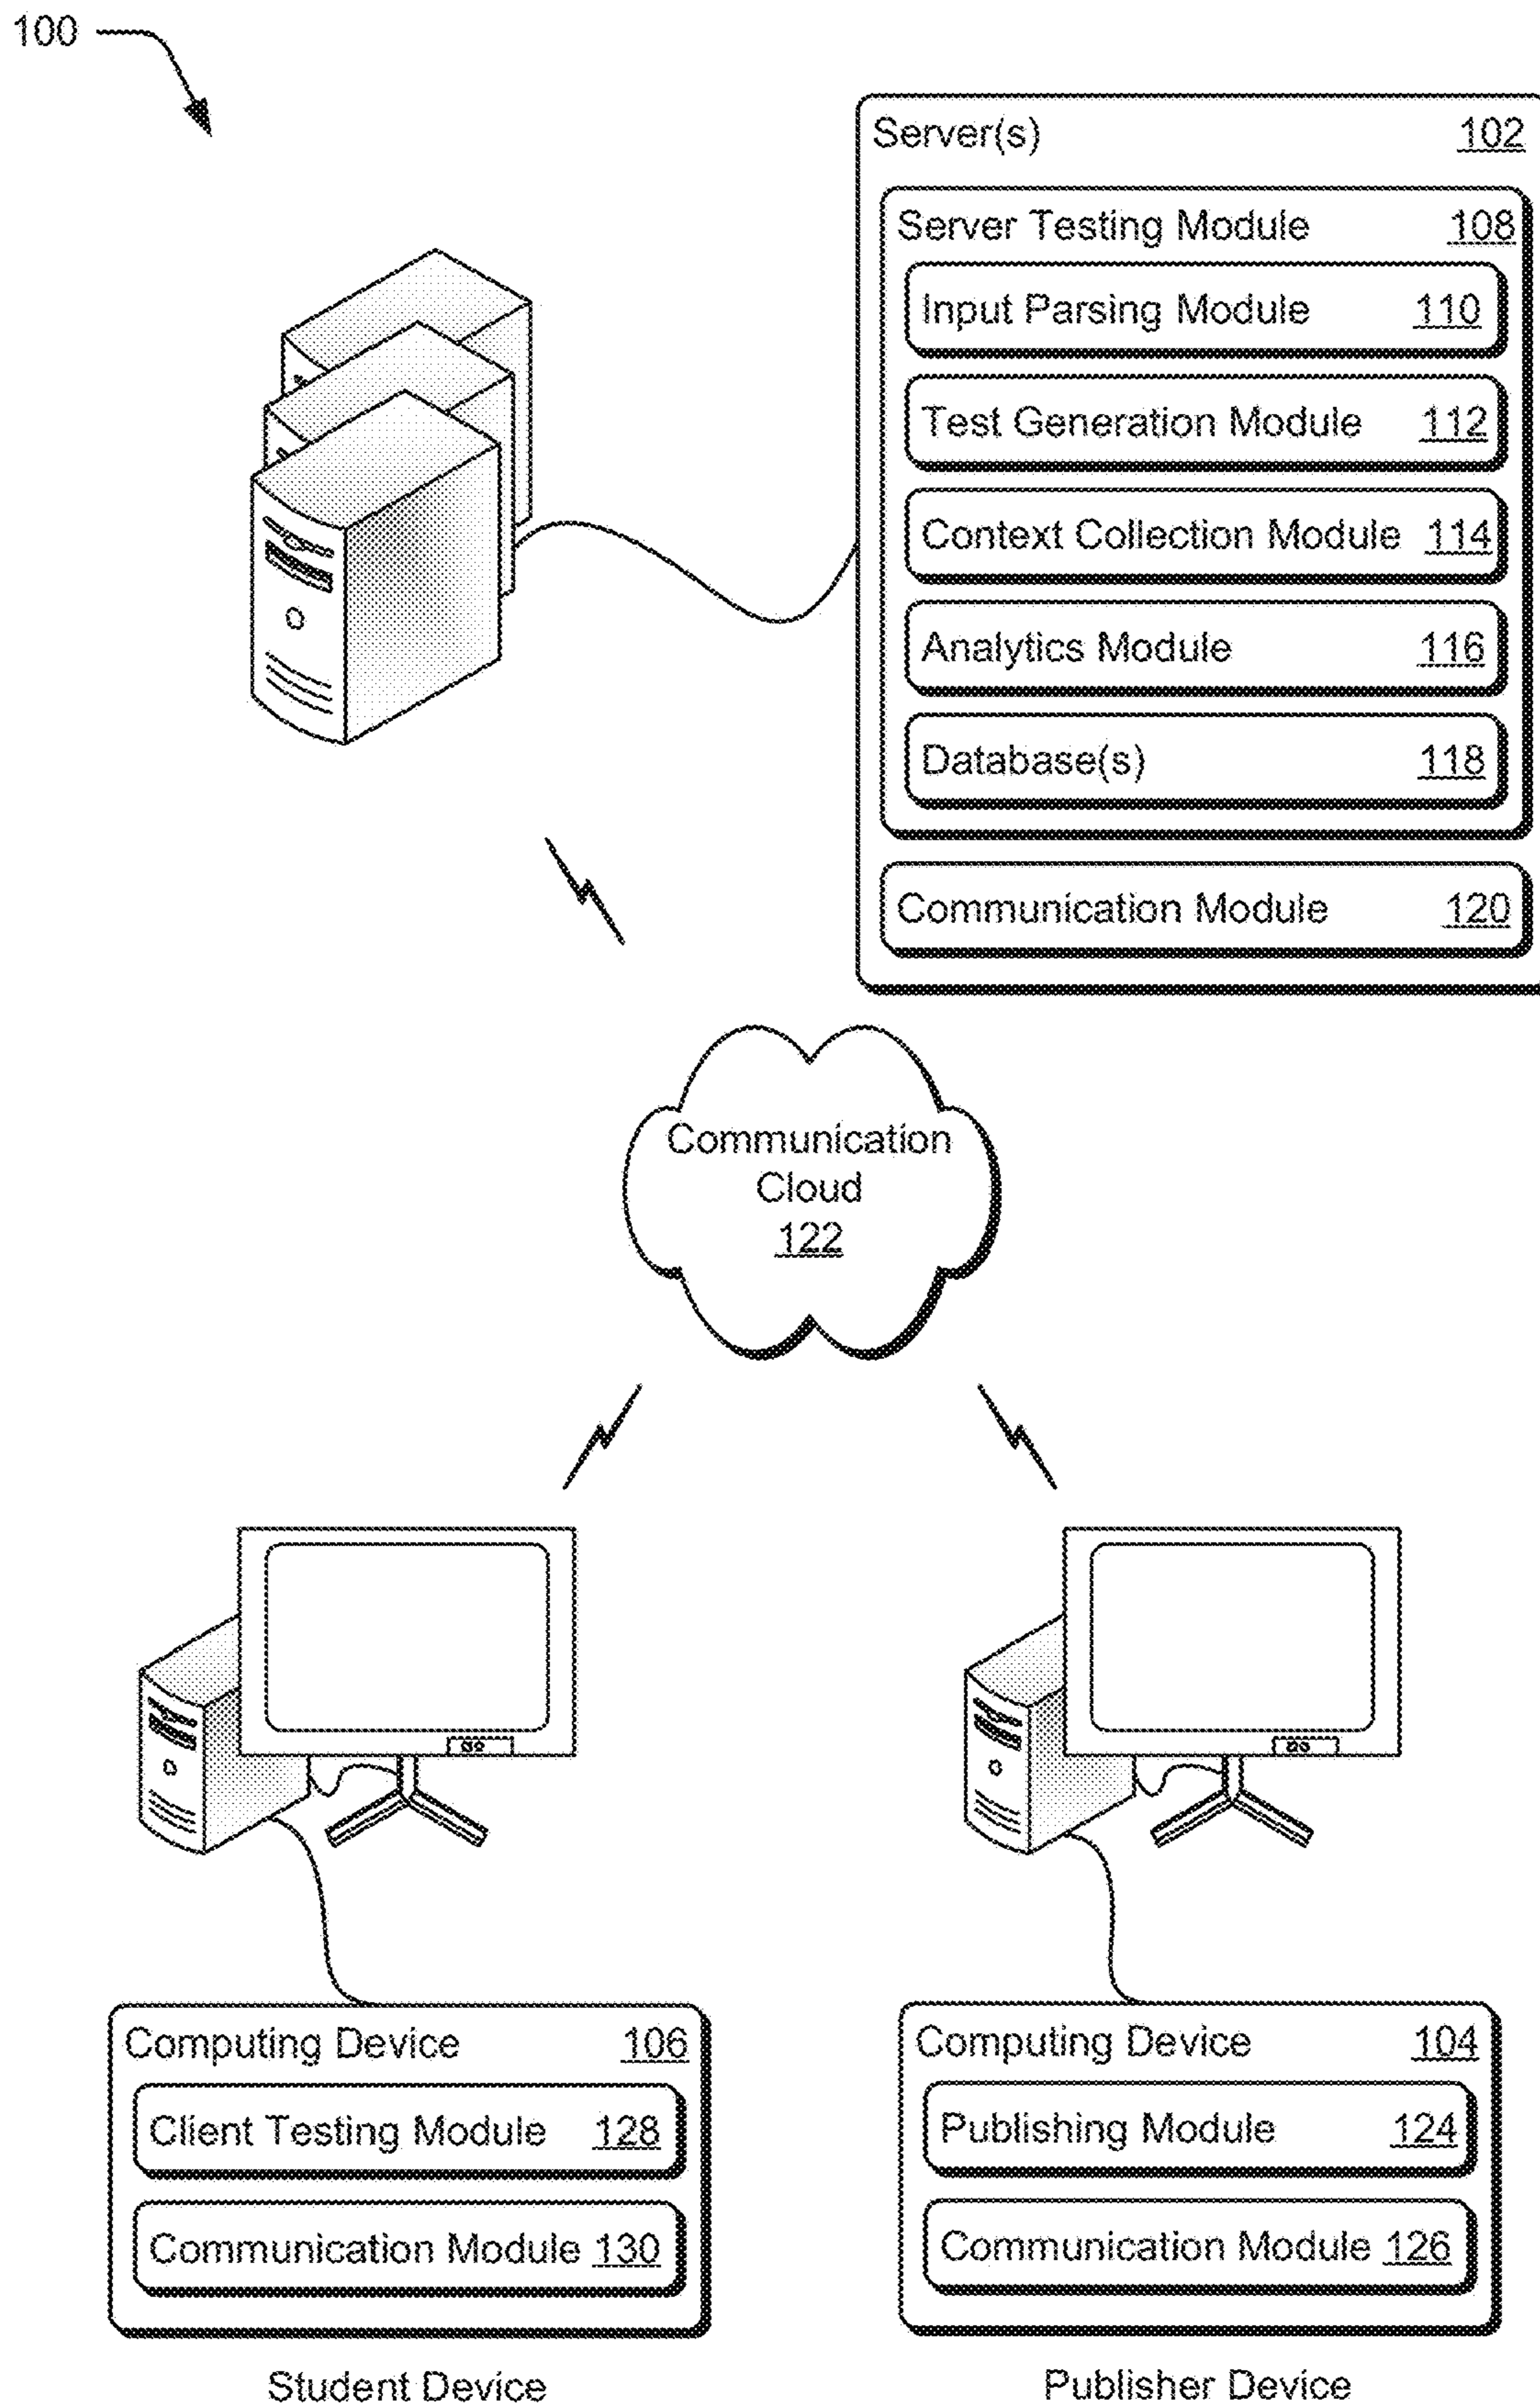 100
Server(s) 102
Server Testing Module 108
Input Parsing Module 110
Test Generation Module 112
Context Collection Module 114
Analytics Module 116
Database(s) 118
Communication Module 120
Communication
Cloud
122
Computing Device 106
Client Testing Module 128
Communication Module 130
Student Device
Computing Device 104
Publishing Module 124
Communication Module 126
Publisher Device